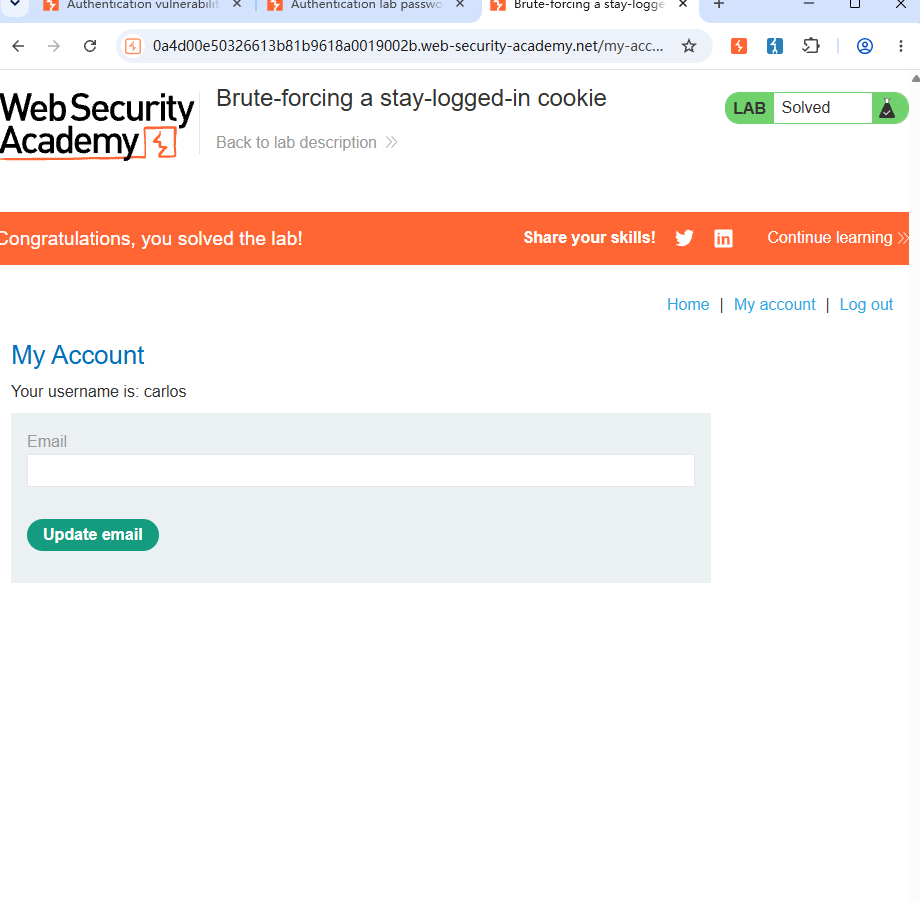 Authentication vulnerabilit
Authentication lab passwo
Brute-forcing a stay-logge
0a4d00e50326613b81b9618a0019002b.web-security-academy.net/my-acc...
Web Security
Academy
Brute-forcing a stay-logged-in cookie
Back to lab description
LAB
Solved
Congratulations, you solved the lab!
Share your skills!
in
Continue learning
Home | My account | Log out
My Account
Your username is: carlos
Email
Update email